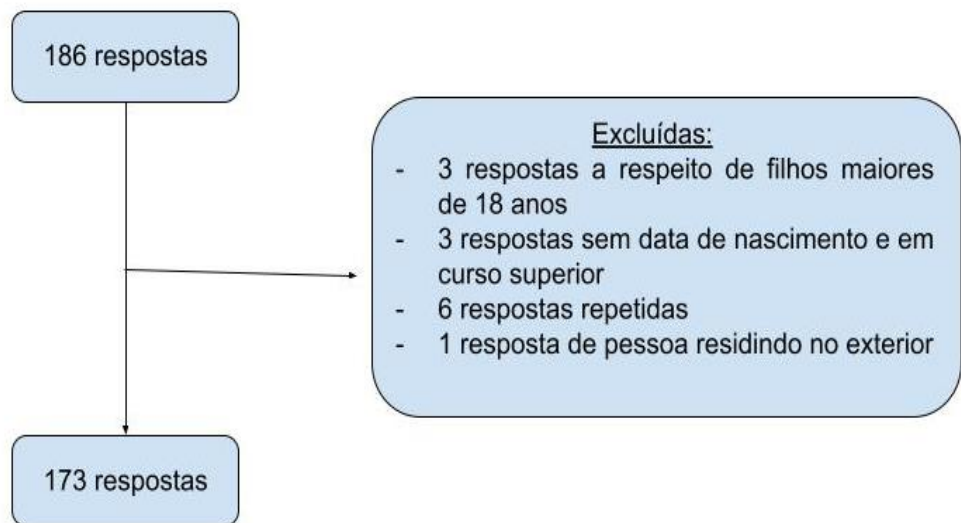 186 respostas
Excluídas:
- 3 respostas a respeito de filhos maiores
de 18 anos
- 3 respostas sem data de nascimento e em
curso superior
- 6 respostas repetidas
- 1 resposta de pessoa residindo no exterior
173 respostas